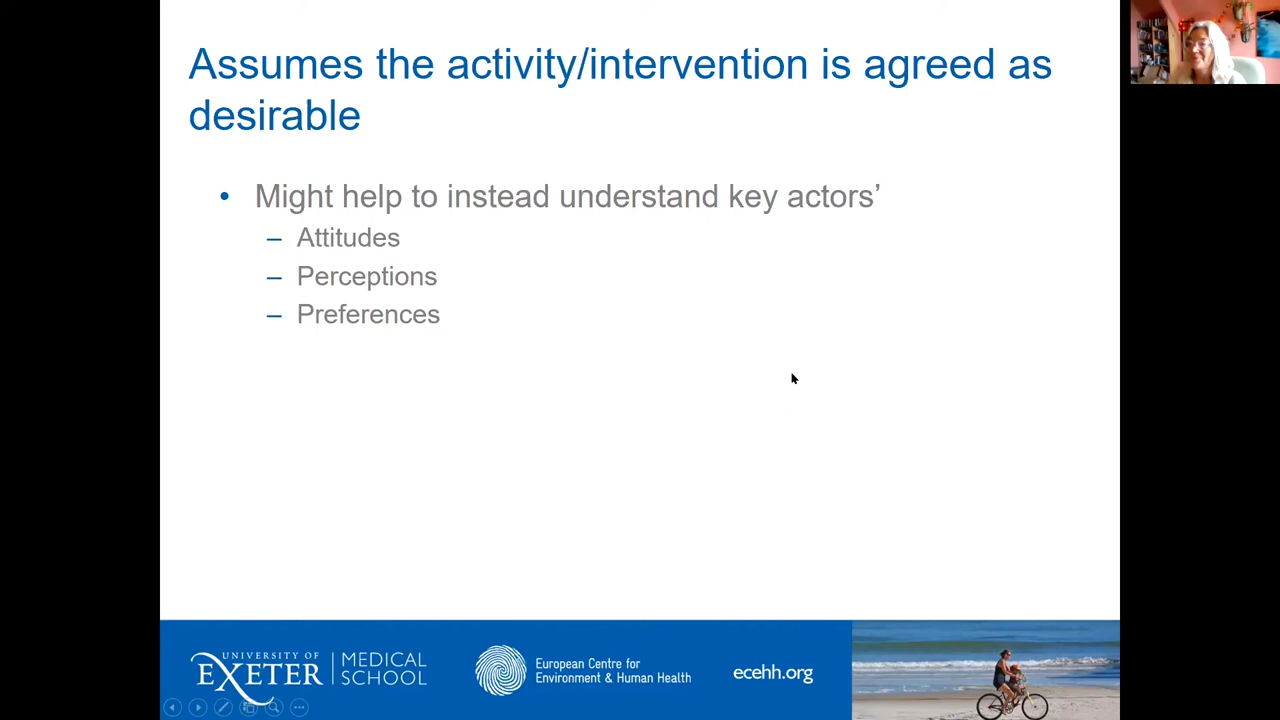 Assumes the activity/intervention is agreed as
desirable
• Might help to instead understand key actors’
– Attitudes
– Perceptions
– Preferences
UNIVERSITY OF
EXETER
MEDICAL
SCHOOL
European Centre for
Environment & Human Health
ecehh.org